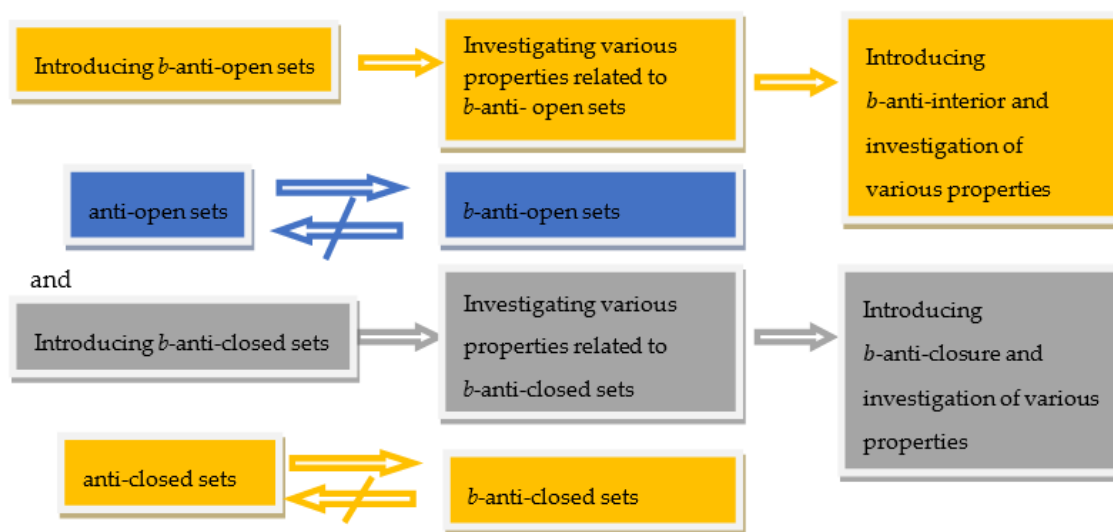 Introducing b-anti-open sets
Investigating various
properties related to
b-anti- open sets
Introducing
b-anti-interior and
investigation of
various properties
anti-open sets
b-anti-open sets
and
Introducing b-anti-closed sets
Investigating various
properties related to
b-anti-closed sets
Introducing
b-anti-closure and
investigation of various
properties
anti-closed sets
b-anti-closed sets